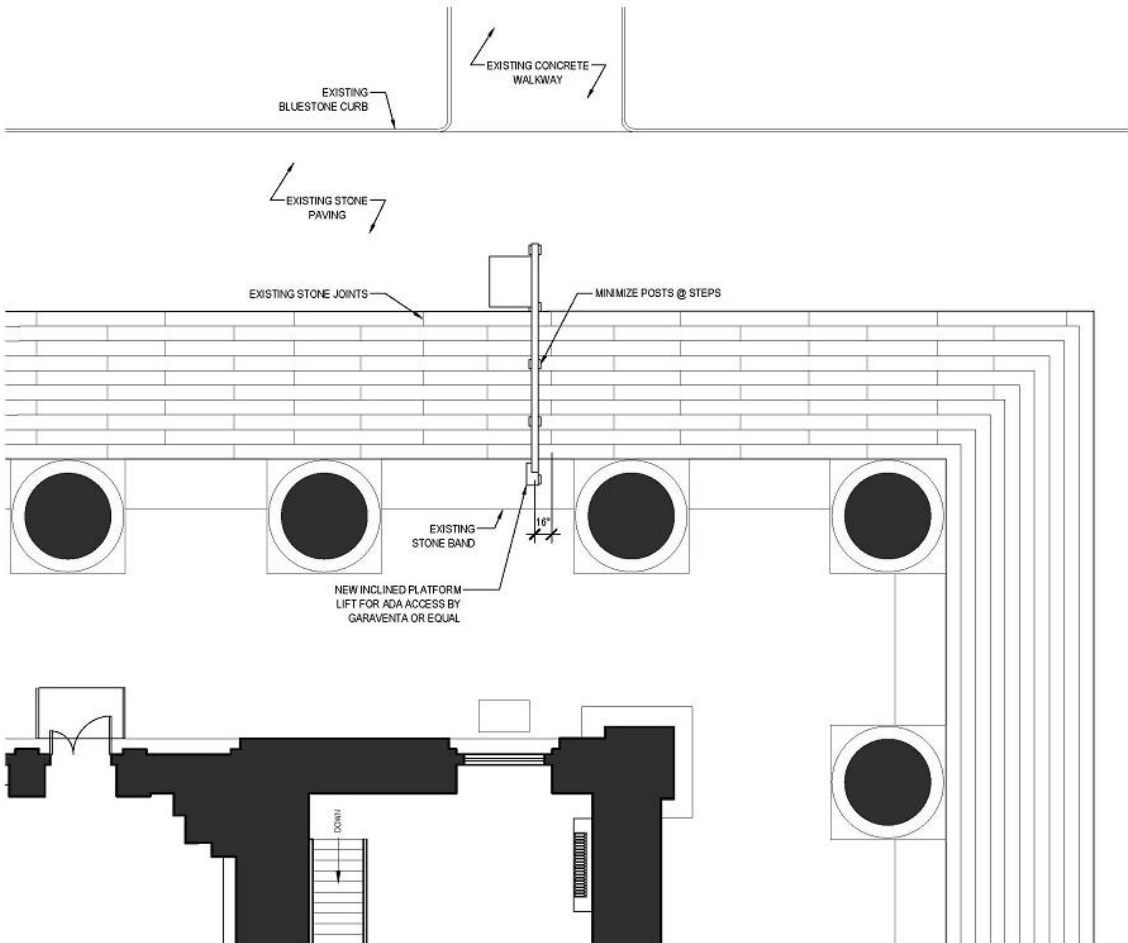 EXISTING CONCRETE
WALKWAY
EXISTING
BLUESTONE CURB
EXISTING STONE
PAVING
EXISTING STONE JOINTS
MINIMIZE POSTS @ STEPS
16"
EXISTING
STONE BAND
NEW INCLINED PLATFORM
LIFT FOR ADA ACCESS BY
GARAVENTA OR EQUAL
DOWN